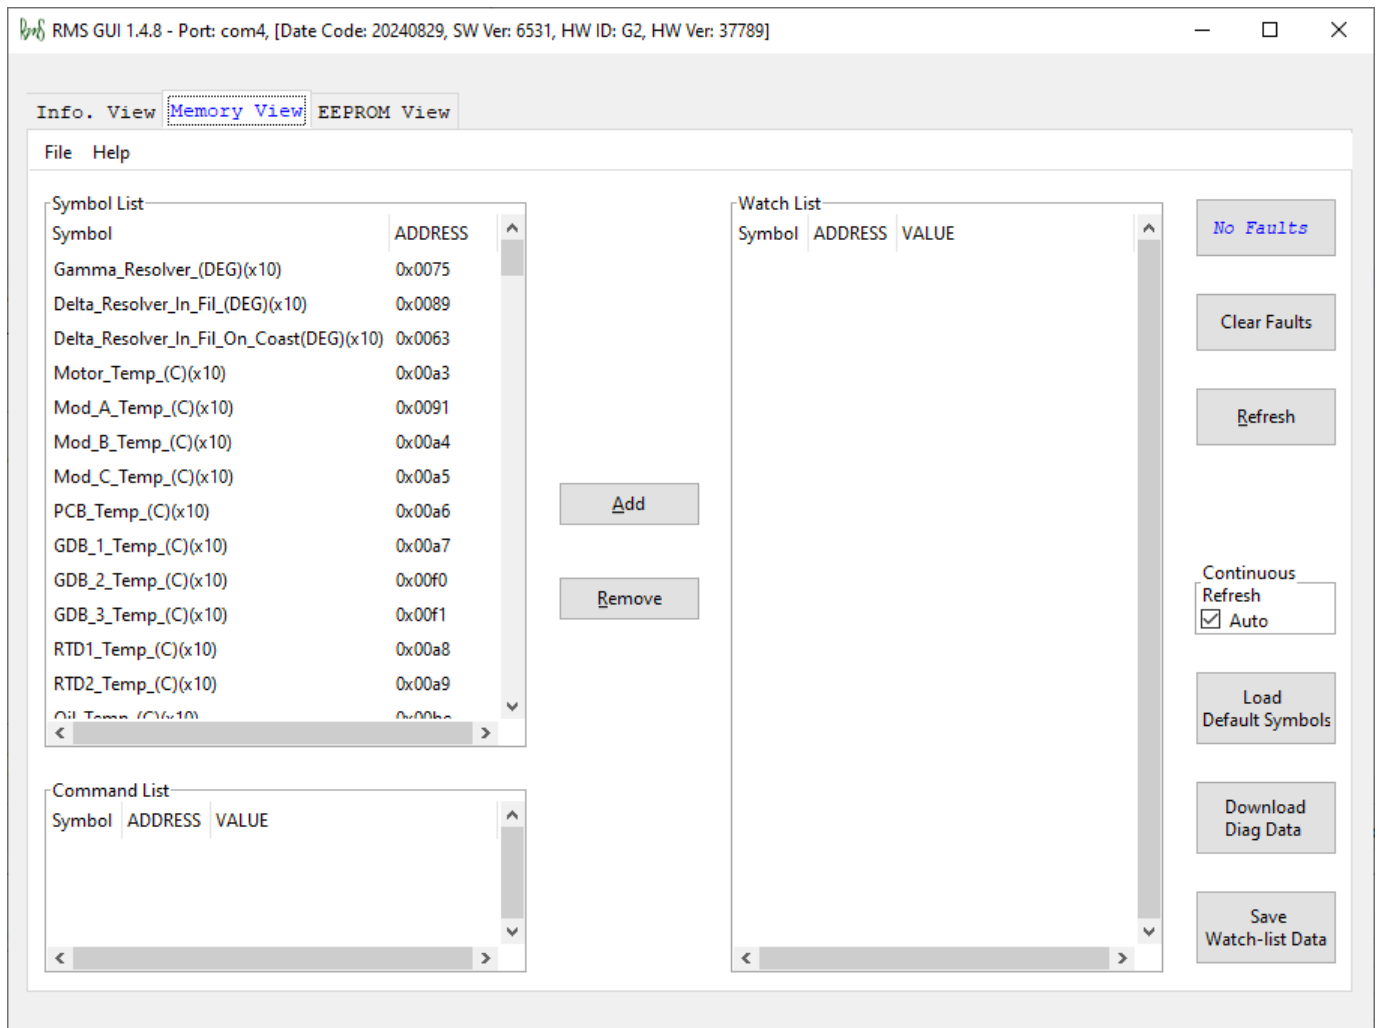 RMS RMS GUI 1.4.8 - Port: com4, [Date Code: 20240829, SW Ver: 6531, HW ID: G2, HW Ver: 37789]
Info. View Memory View EEPROM View
File Help
Symbol List
Symbol ADDRESS
Gamma_Resolver_(DEG)(x10) 0x0075
Delta_Resolver_In_Fil_(DEG)(x10) 0x0089
Delta_Resolver_In_Fil_On_Coast(DEG)(x10) 0x0063
Motor_Temp_(C)(x10) 0x00a3
Mod_A_Temp_(C)(x10) 0x0091
Mod_B_Temp_(C)(x10) 0x00a4
Mod_C_Temp_(C)(x10) 0x00a5
PCB_Temp_(C)(x10) 0x00a6
GDB_1_Temp_(C)(x10) 0x00a7
GDB_2_Temp_(C)(x10) 0x00f0
GDB_3_Temp_(C)(x10) 0x00f1
RTD1_Temp_(C)(x10) 0x00a8
RTD2_Temp_(C)(x10) 0x00a9
Oil_Temp_(C)(x10)
Add
Remove
Command List
Symbol ADDRESS VALUE
Watch List
Symbol ADDRESS VALUE
No Faults
Clear Faults
Refresh
Continuous
Refresh
Auto
Load
Default Symbols
Download
Diag Data
Save
Watch-list Data